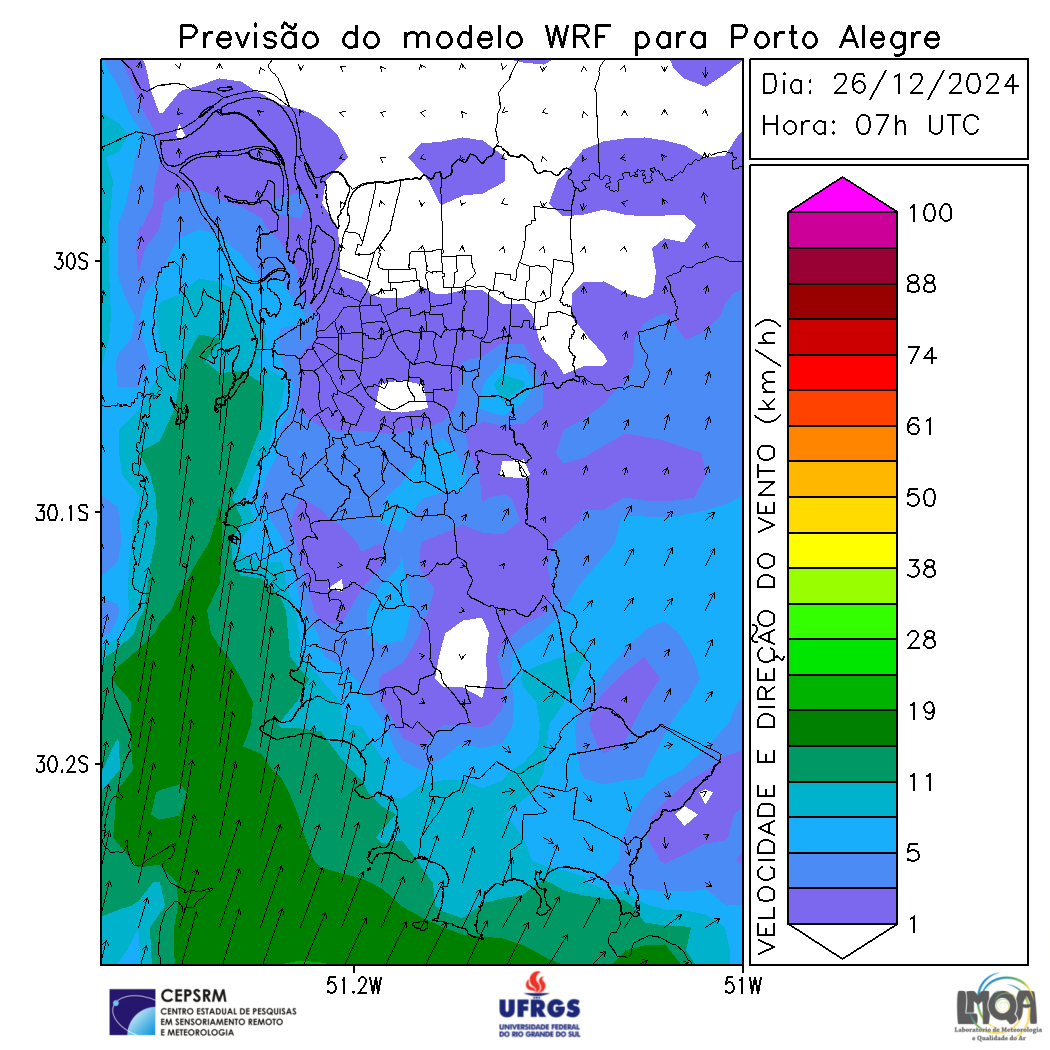 Previsão do modelo WRF para Porto Alegre
Dia: 26/12/2024
Hora: 07h UTC
30S
30.1S
30.2S
51.2W
51W
VELOCIDADE E DIREÇÃO DO VENTO (km/h)
100
88
74
61
50
38
28
19
11
5
1
CEPSRM
CENTRO ESTADUAL DE PESQUISAS
EM SENSORIAMENTO REMOTO
E METEOROLOGIA
UFRGS
UNIVERSIDADE FEDERAL
DO RIO GRANDE DO SUL
LMQA
Laboratório de Meteorologia
e Qualidade do Ar